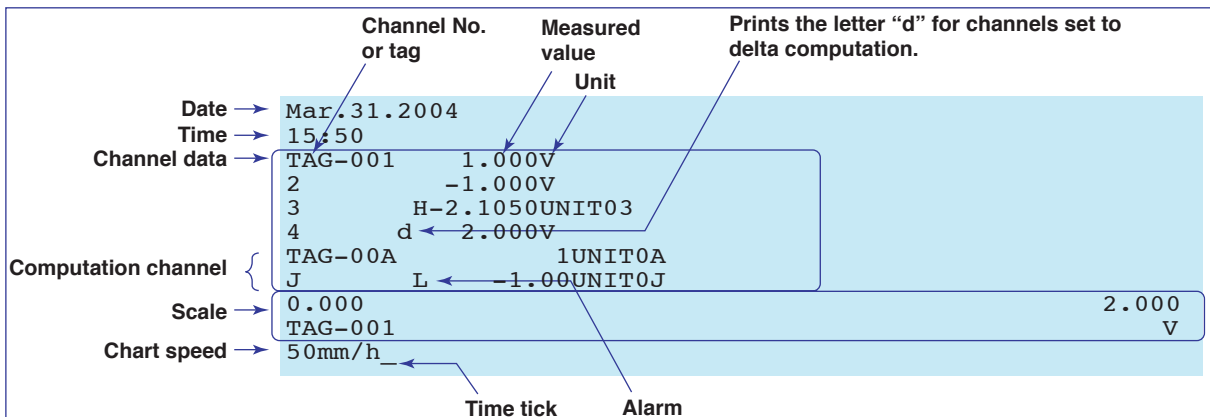 Channel No.
or tag
Measured
value
Unit
Prints the letter “d” for channels set to
delta computation.
Date
Mar.31.2004
Time
15:50
Channel data
TAG-001 1.000V
2 -1.000V
3 H-2.1050UNIT03
4 d 2.000V
Computation channel
TAG-00A 1UNIT0A
J L -1.00UNIT0J
Scale
0.000 2.000
TAG-001 V
Chart speed
50mm/h_
Time tick
Alarm